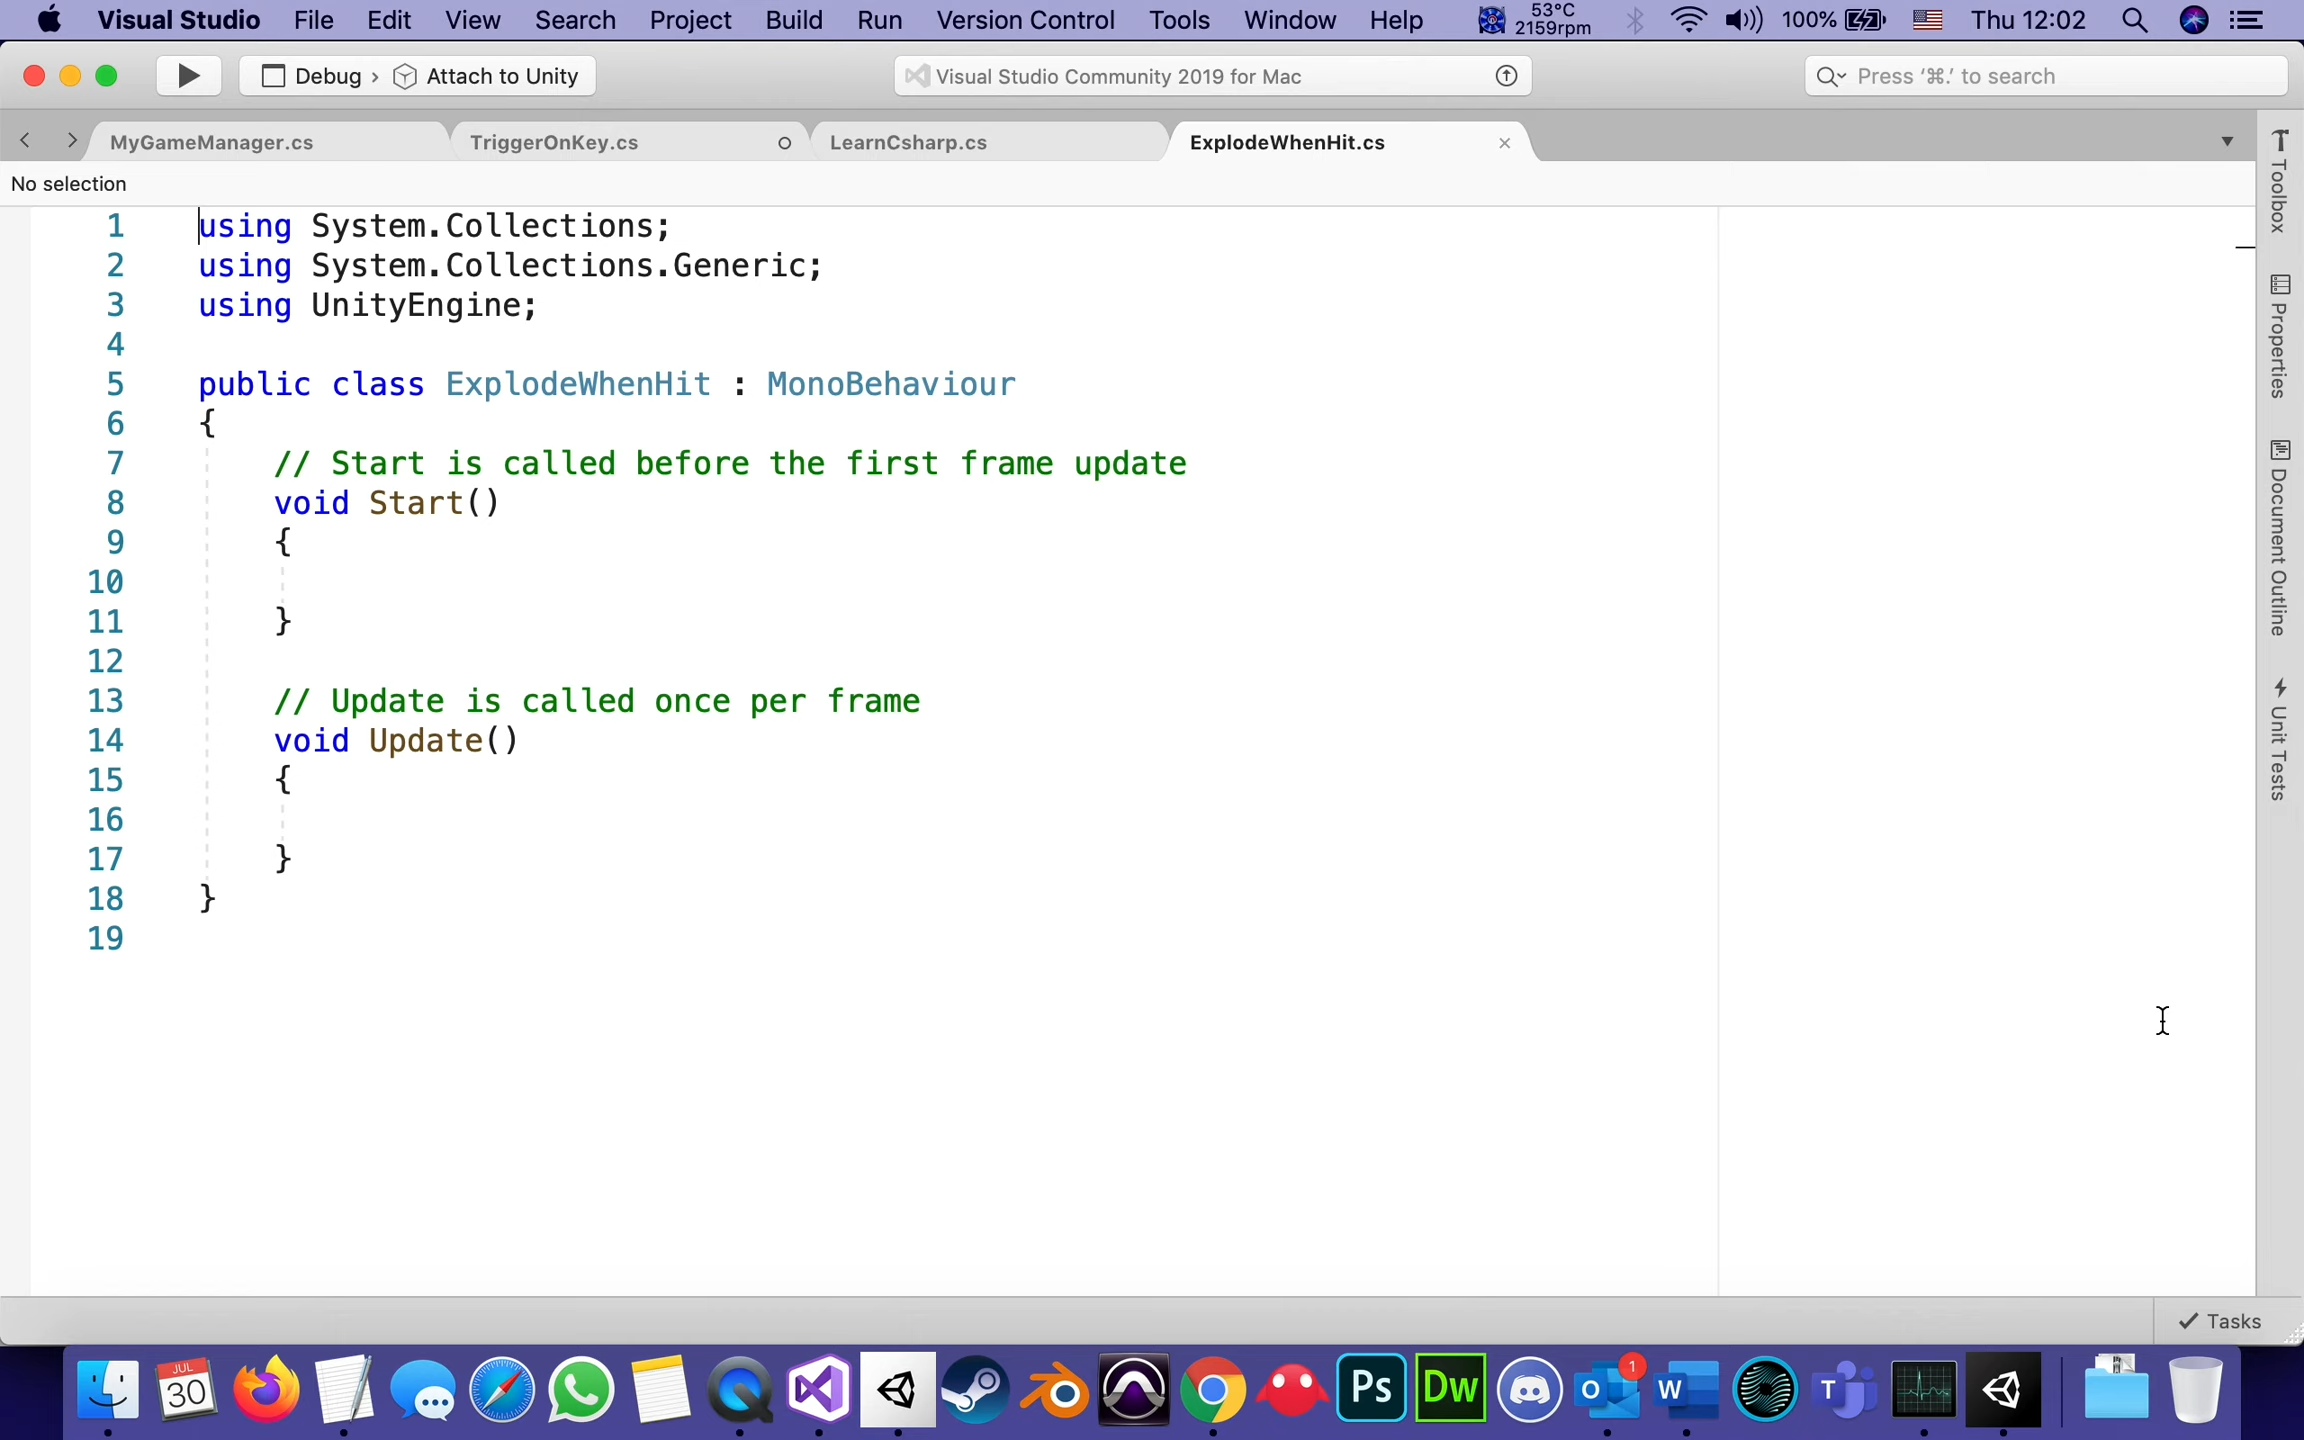 Visual Studio File Edit View Search Project Build Run Version Control Tools Window Help 53°C 2159rpm 100% Thu 12:02
Debug › Attach to Unity Visual Studio Community 2019 for Mac Press ‘⌘.’ to search
MyGameManager.cs TriggerOnKey.cs LearnCsharp.cs ExplodeWhenHit.cs
No selection
1 using System.Collections;
2 using System.Collections.Generic;
3 using UnityEngine;
4
5 public class ExplodeWhenHit : MonoBehaviour
6 {
7 // Start is called before the first frame update
8 void Start()
9 {
10
11 }
12
13 // Update is called once per frame
14 void Update()
15 {
16
17 }
18 }
19
Toolbox
Properties
Document Outline
Unit Tests
Tasks
JUL
30
Ps
Dw
O
1
W
T